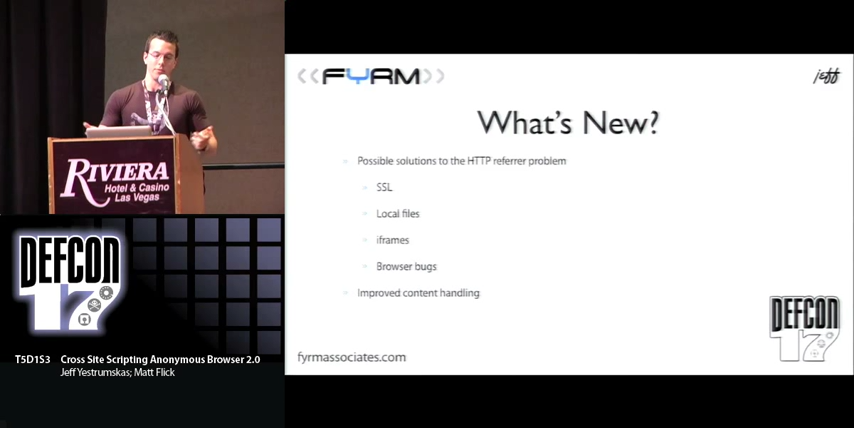 RIVIERA
Hotel & Casino
Las Vegas
DEFCON
17
T5D1S3 Cross Site Scripting Anonymous Browser 2.0
Jeff Yestrumskas; Matt Flick
((FYRM))
jeff
What's New?
Possible solutions to the HTTP referrer problem
SSL
Local files
iframes
Browser bugs
Improved content handling
DEFCON
17
fyrmassociates.com